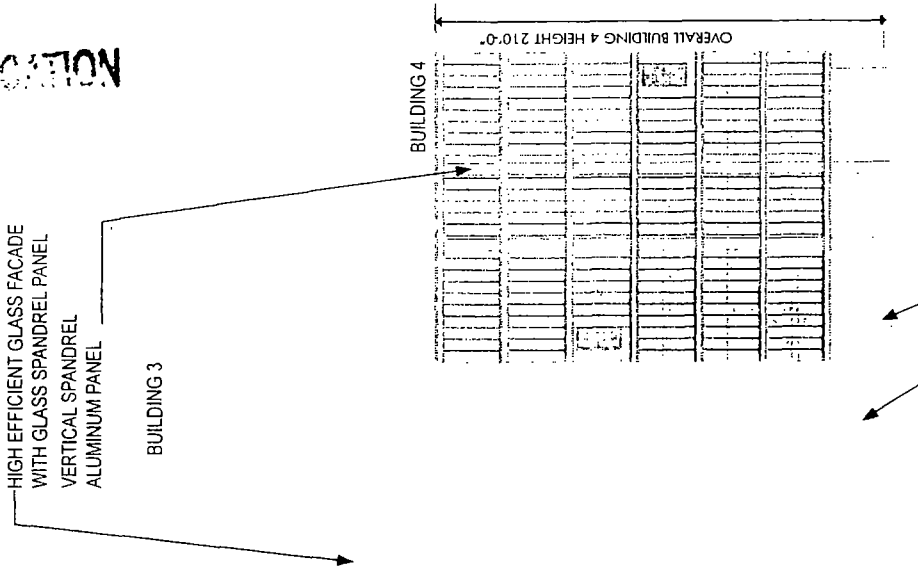 HIGH EFFICIENT GLASS FACADE
WITH GLASS SPANDREL PANEL
VERTICAL SPANDREL
ALUMINUM PANEL
BUILDING 3
BUILDING 4
OVERALL BUILDING 4 HEIGHT 210'-0"